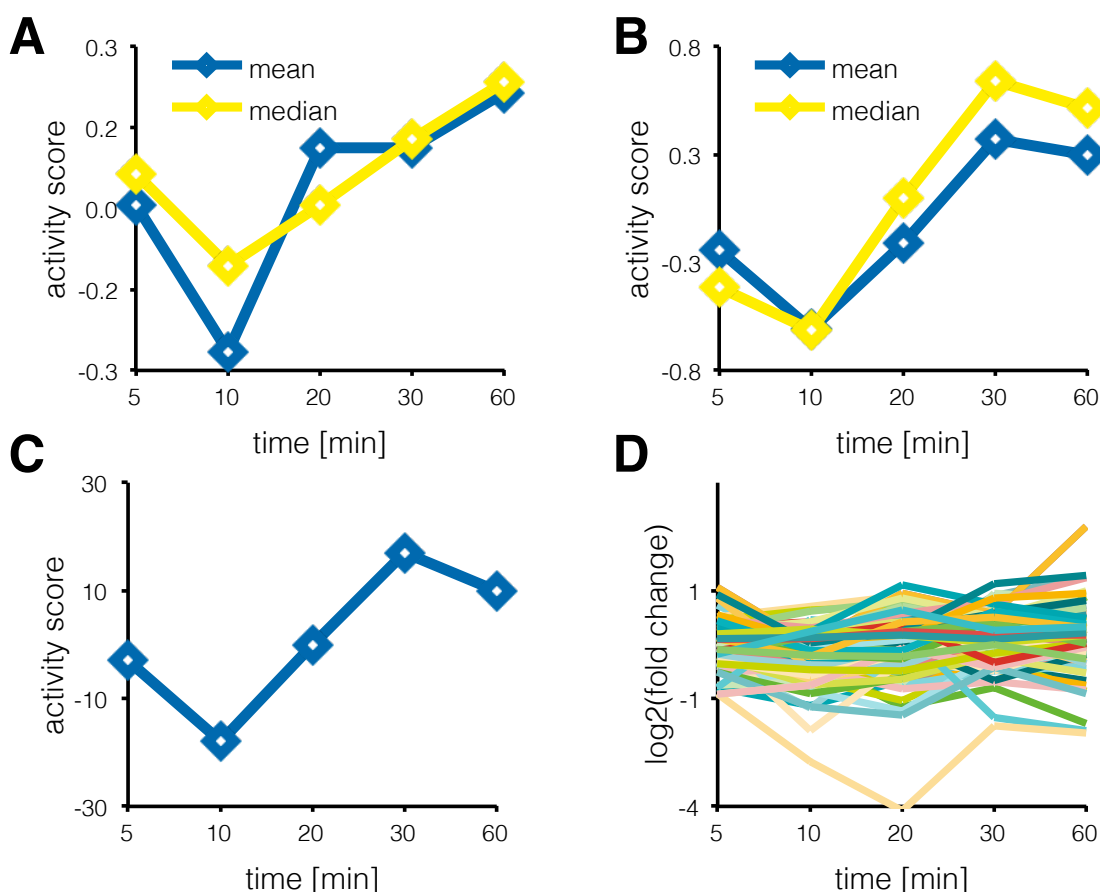 A
0.3
0.2
0.0
-0.2
-0.3
activity score
mean
median
5 10 20 30 60
time [min]
B
0.8
0.3
-0.3
-0.8
activity score
mean
median
5 10 20 30 60
time [min]
C
30
10
-10
-30
activity score
5 10 20 30 60
time [min]
D
1
-1
-4
log2(fold change)
5 10 20 30 60
time [min]